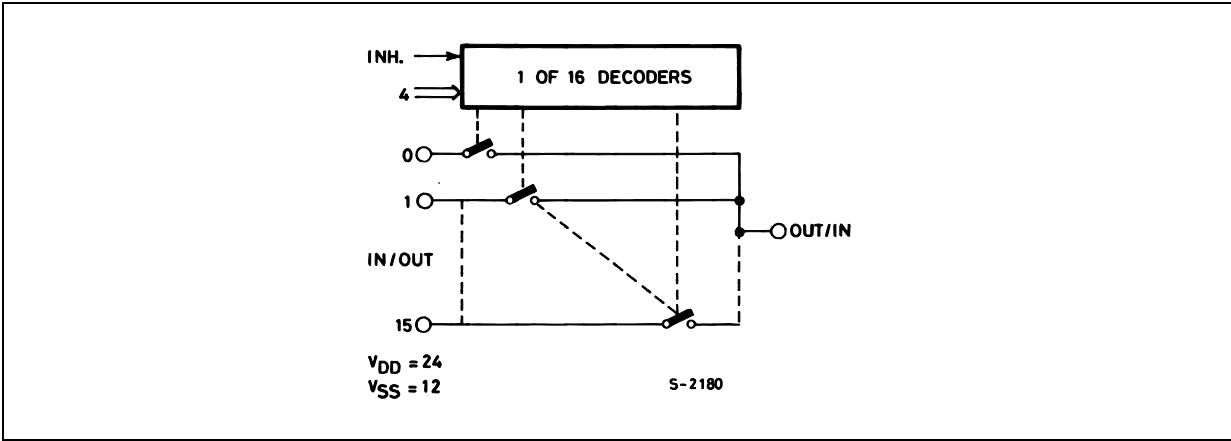 INH.
1 OF 16 DECODERS
4
0
1
OUT/IN
IN/OUT
15
VDD = 24
VSS = 12
S-2180